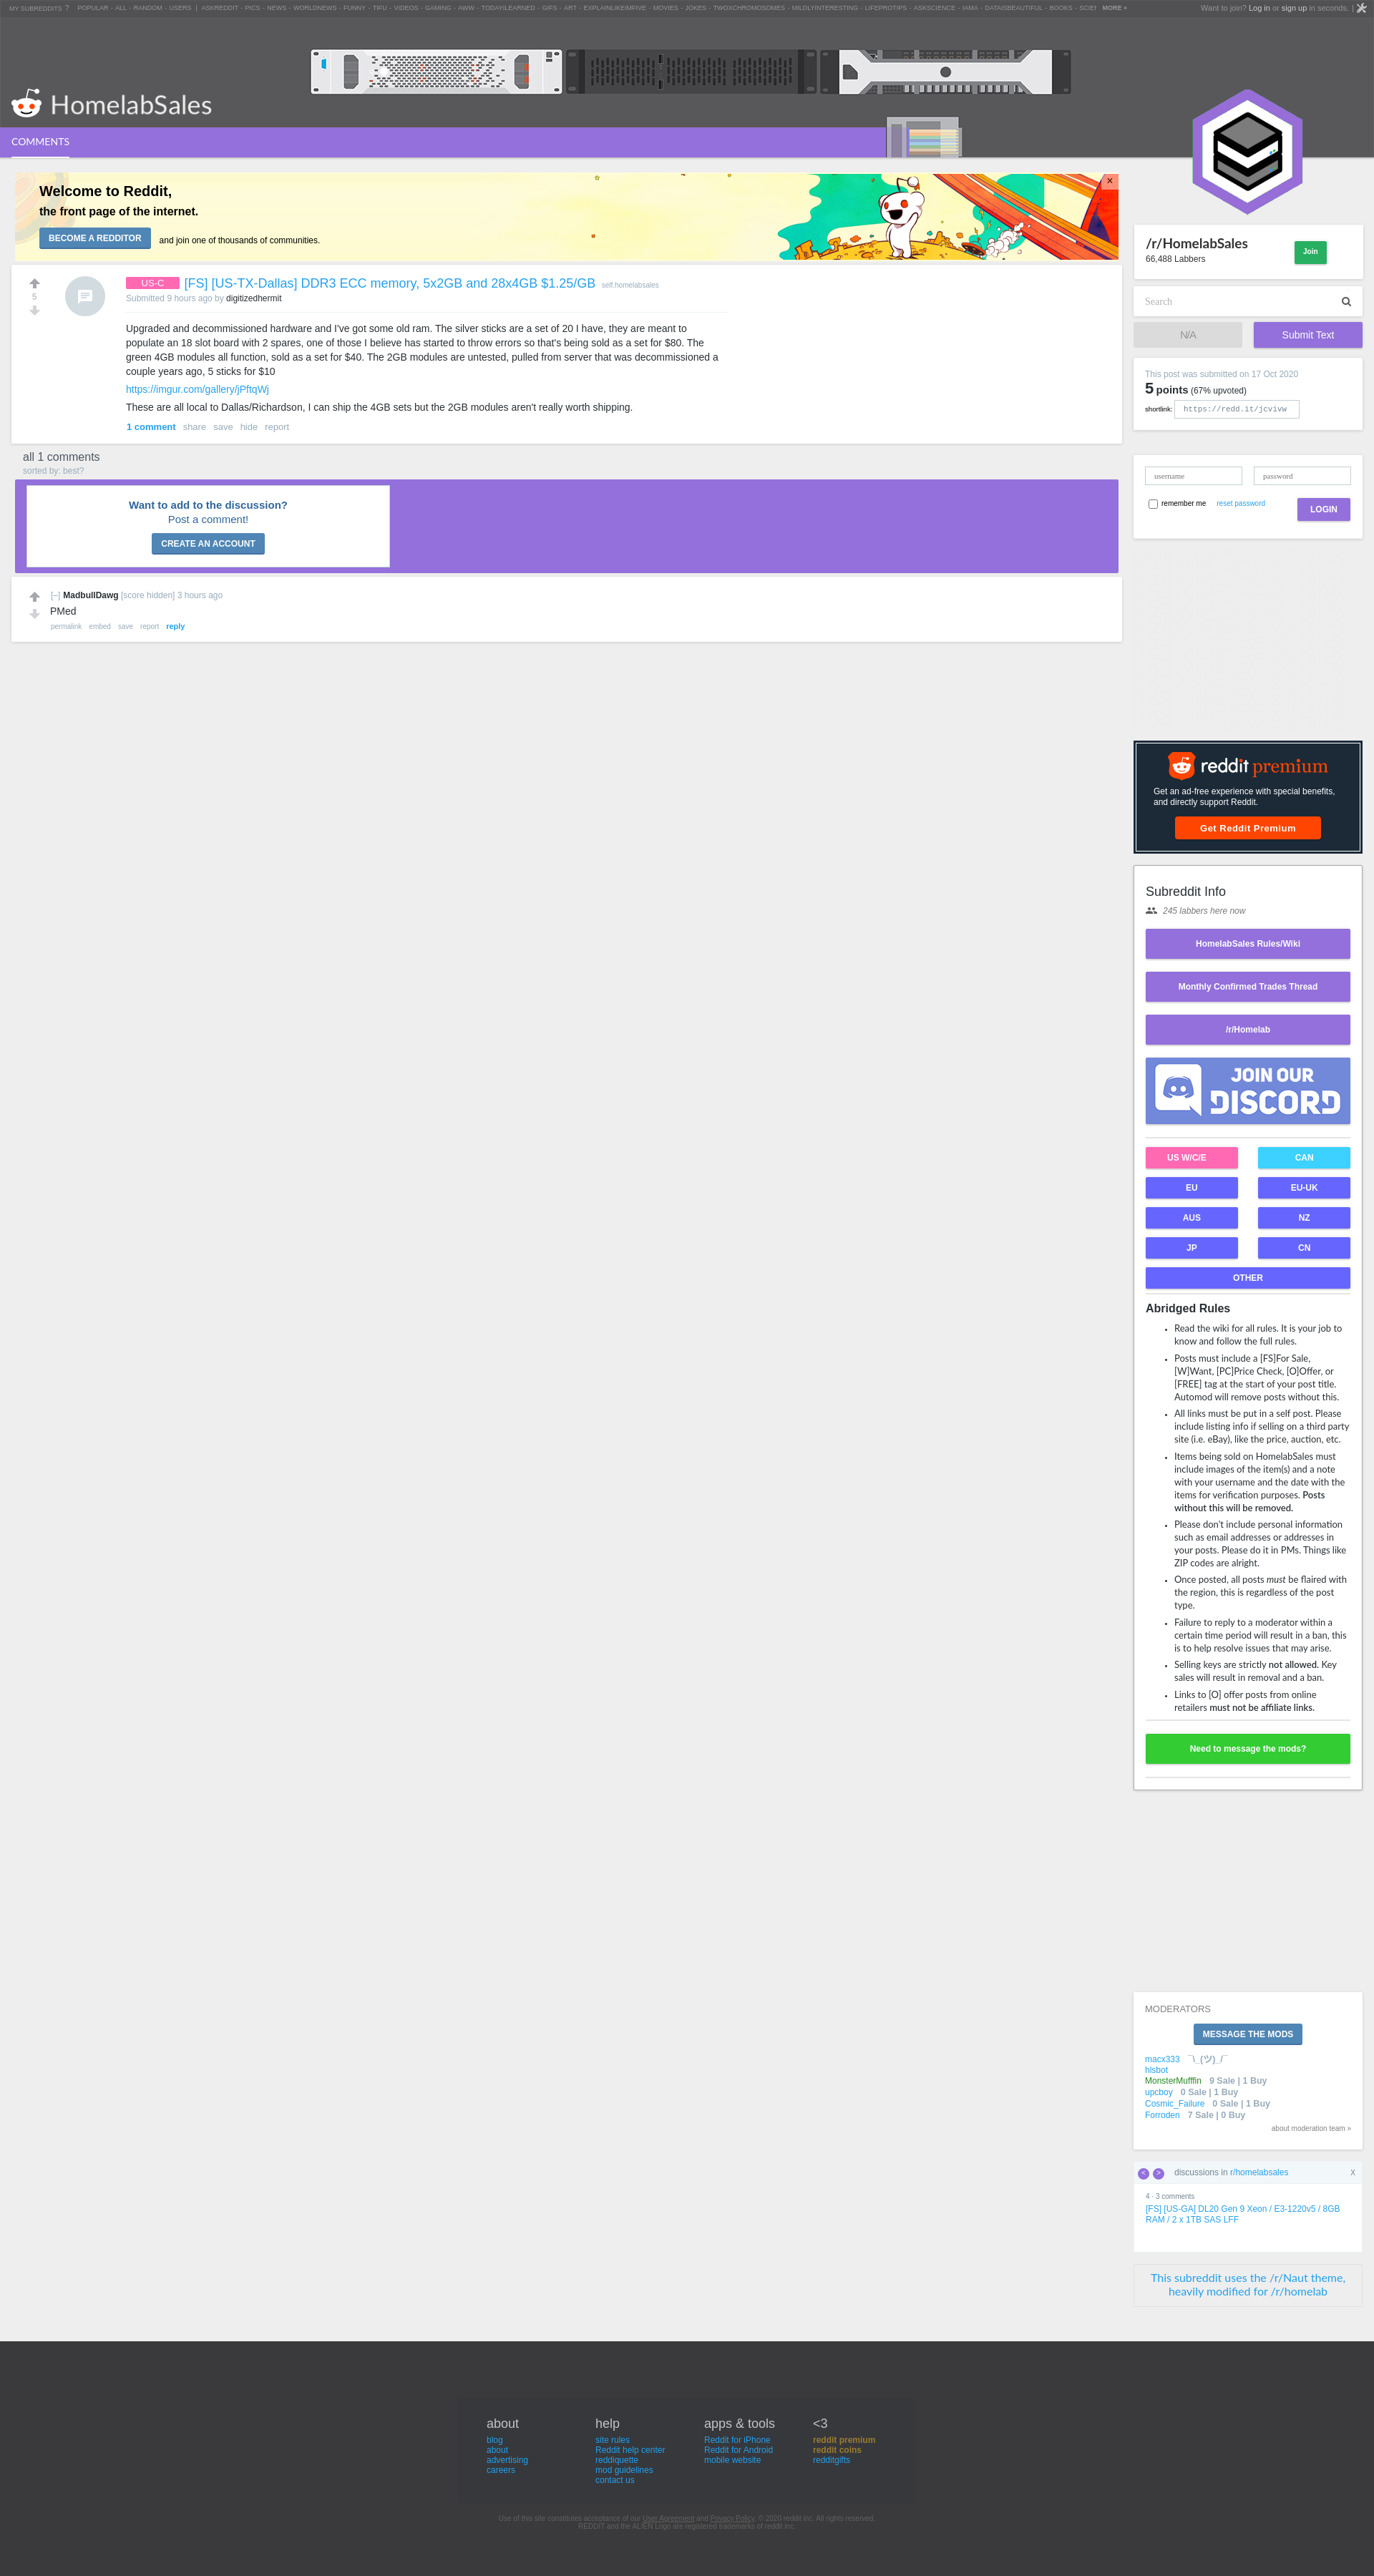 MY SUBREDDITS ? POPULAR - ALL - RANDOM - USERS | ASKREDDIT - PICS - NEWS - WORLDNEWS - FUNNY - TIFU - VIDEOS - GAMING - AWW - TODAYILEARNED - GIFS - ART - EXPLAINLIKEIMFIVE - MOVIES - JOKES - TWOXCHROMOSOMES - MILDLYINTERESTING - LIFEPROTIPS - ASKSCIENCE - IAMA - DATAISBEAUTIFUL - BOOKS - MORE »
Want to join? Log in or sign up in seconds. |
HomelabSales
COMMENTS
Welcome to Reddit,
the front page of the internet.
BECOME A REDDITOR and join one of thousands of communities.
×
5
US-C [FS] [US-TX-Dallas] DDR3 ECC memory, 5x2GB and 28x4GB $1.25/GB self.homelabsales
Submitted 9 hours ago by digitizedhermit
Upgraded and decommissioned hardware and I've got some old ram. The silver sticks are a set of 20 I have, they are meant to
populate an 18 slot board with 2 spares, one of those I believe has started to throw errors so that's being sold as a set for $80. The
green 4GB modules all function, sold as a set for $40. The 2GB modules are untested, pulled from server that was decommissioned a
couple years ago, 5 sticks for $10
https://imgur.com/gallery/jPftqWj
These are all local to Dallas/Richardson, I can ship the 4GB sets but the 2GB modules aren't really worth shipping.
1 comment share save hide report
all 1 comments
sorted by: best?
Want to add to the discussion?
Post a comment!
CREATE AN ACCOUNT
[–] MadbullDawg [score hidden] 3 hours ago
PMed
permalink embed save report reply
/r/HomelabSales
66,488 Labbers
Join
Search
N/A
Submit Text
This post was submitted on 17 Oct 2020
5 points (67% upvoted)
shortlink: https://redd.it/jcvivw
username
password
remember me reset password
LOGIN
reddit premium
Get an ad-free experience with special benefits,
and directly support Reddit.
Get Reddit Premium
Subreddit Info
245 labbers here now
HomelabSales Rules/Wiki
Monthly Confirmed Trades Thread
/r/Homelab
JOIN OUR
DISCORD
US W/C/E
CAN
EU
EU-UK
AUS
NZ
JP
CN
OTHER
Abridged Rules
• Read the wiki for all rules. It is your job to
know and follow the full rules.
• Posts must include a [FS]For Sale,
[W]Want, [PC]Price Check, [O]Offer, or
[FREE] tag at the start of your post title.
Automod will remove posts without this.
• All links must be put in a self post. Please
include listing info if selling on a third party
site (i.e. eBay), like the price, auction, etc.
• Items being sold on HomelabSales must
include images of the item(s) and a note
with your username and the date with the
items for verification purposes. Posts
without this will be removed.
• Please don't include personal information
such as email addresses or addresses in
your posts. Please do it in PMs. Things like
ZIP codes are alright.
• Once posted, all posts must be flaired with
the region, this is regardless of the post
type.
• Failure to reply to a moderator within a
certain time period will result in a ban, this
is to help resolve issues that may arise.
• Selling keys are strictly not allowed. Key
sales will result in removal and a ban.
• Links to [O] offer posts from online
retailers must not be affiliate links.
Need to message the mods?
MODERATORS
MESSAGE THE MODS
macx333 ¯\_(ツ)_/¯
hlsbot
MonsterMufffin 9 Sale | 1 Buy
upcboy 0 Sale | 1 Buy
Cosmic_Failure 0 Sale | 1 Buy
Forroden 7 Sale | 0 Buy
about moderation team »
< > discussions in r/homelabsales X
4 · 3 comments
[FS] [US-GA] DL20 Gen 9 Xeon / E3-1220v5 / 8GB
RAM / 2 x 1TB SAS LFF
This subreddit uses the /r/Naut theme,
heavily modified for /r/homelab
about
blog
about
advertising
careers
help
site rules
Reddit help center
reddiquette
mod guidelines
contact us
apps & tools
Reddit for iPhone
Reddit for Android
mobile website
<3
reddit premium
reddit coins
redditgifts
Use of this site constitutes acceptance of our User Agreement and Privacy Policy. © 2020 reddit inc. All rights reserved.
REDDIT and the ALIEN Logo are registered trademarks of reddit inc.